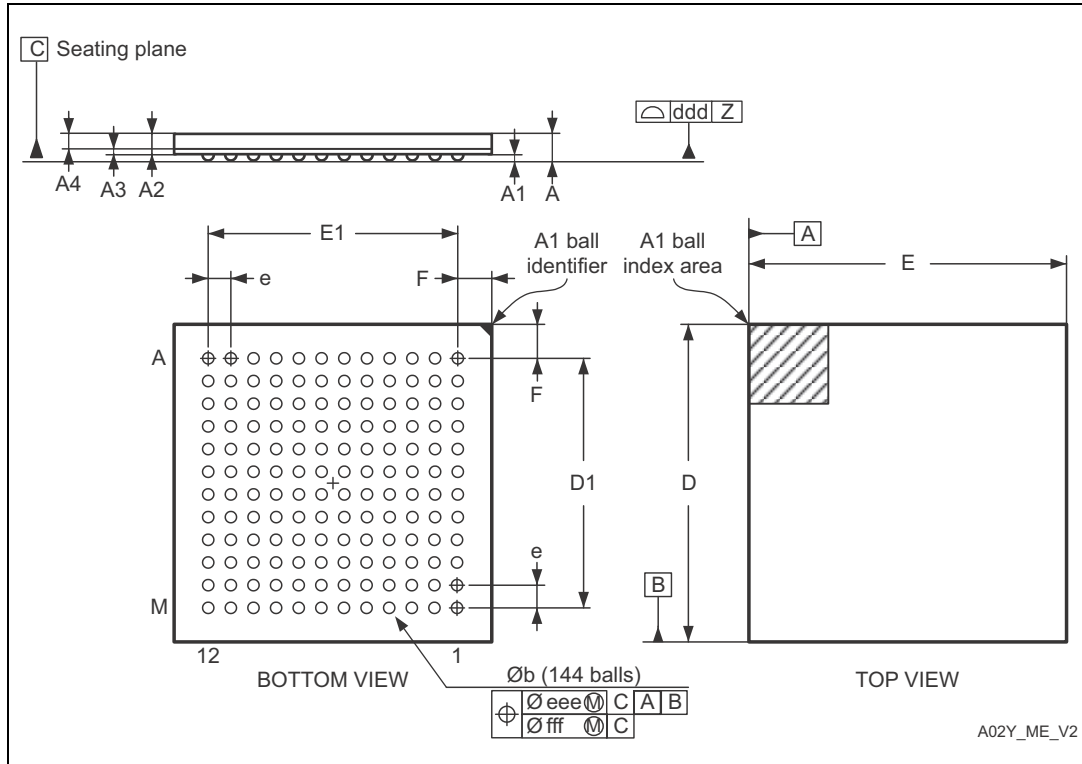 C Seating plane
ddd Z
A4
A3
A2
A1
A
E1
e
F
A1 ball
identifier
A1 ball
index area
A
E
A
F
D1
D
e
B
M
12
1
BOTTOM VIEW
TOP VIEW
Øb (144 balls)
Ø eee Ⓜ C A B
Ø fff Ⓜ C
A02Y_ME_V2